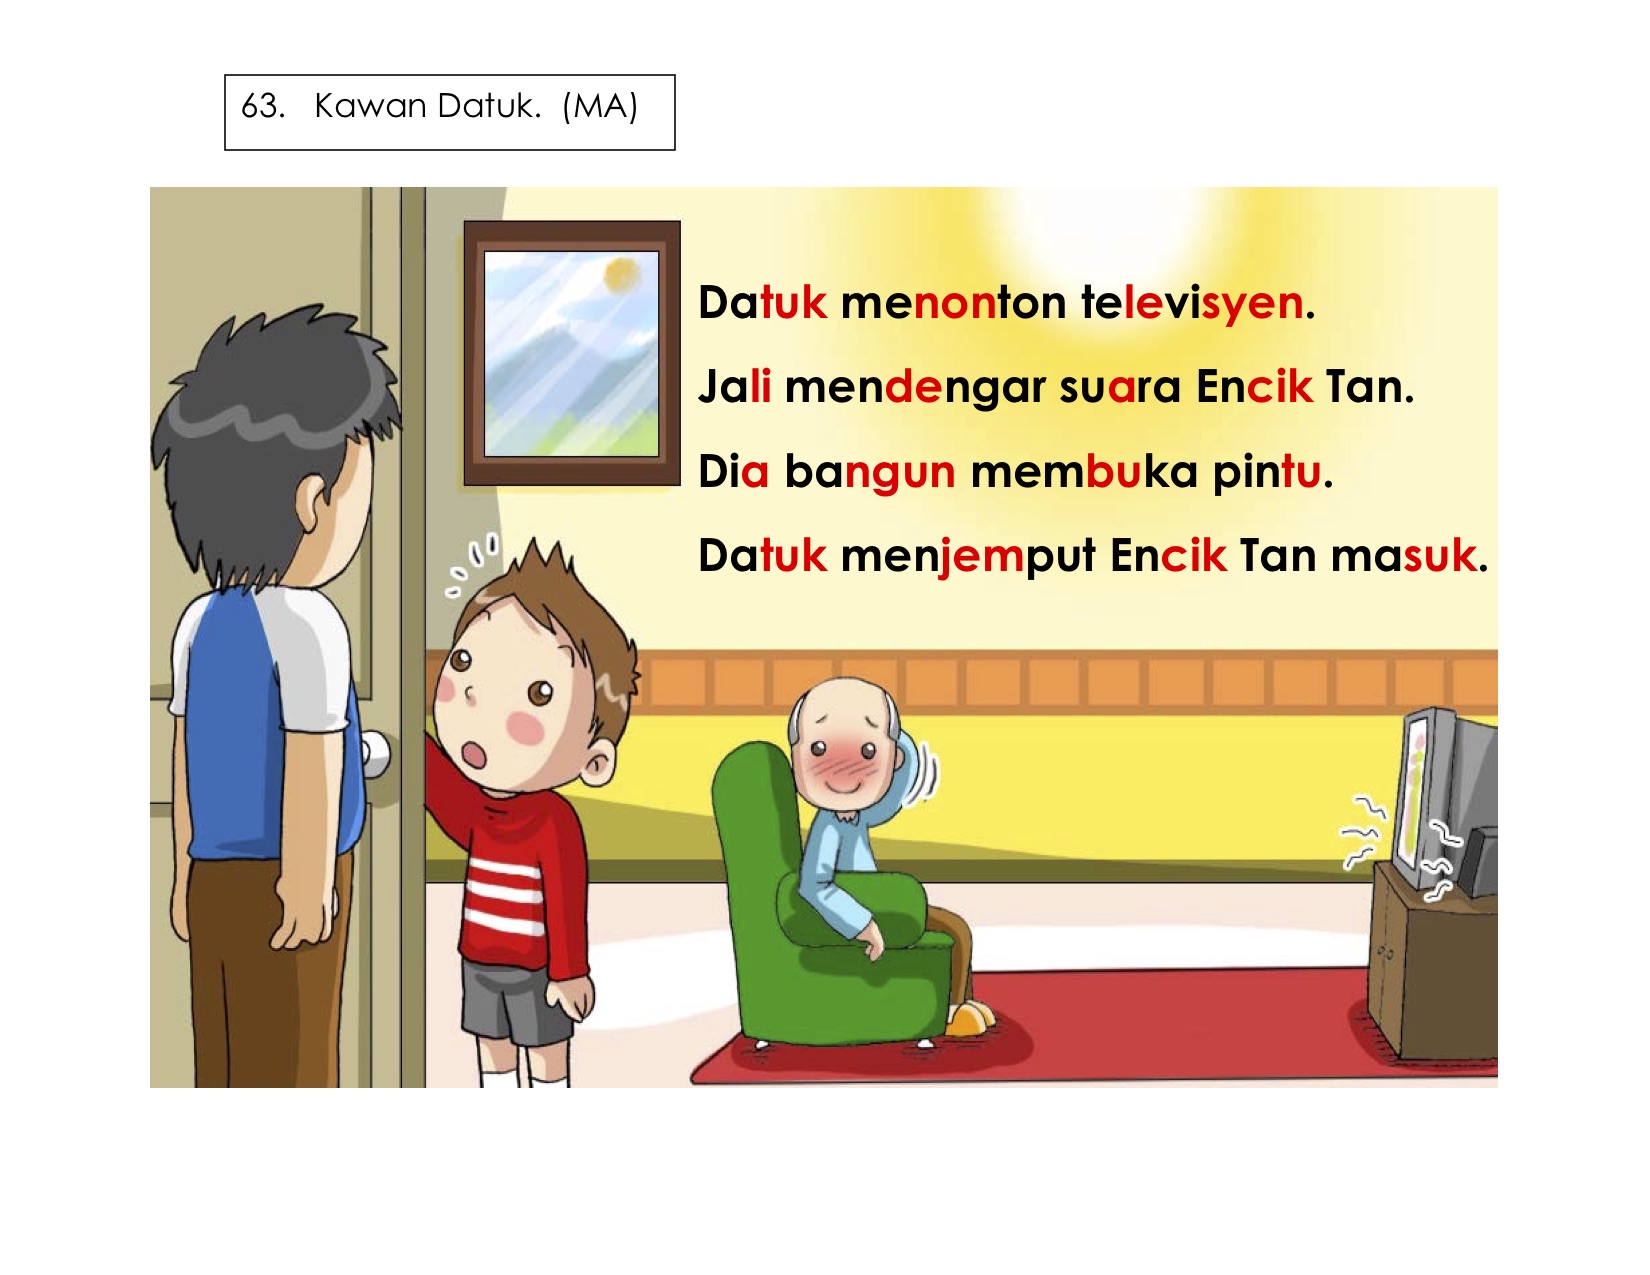 63. Kawan Datuk. (MA)
Datuk menonton televisyen.
Jali mendengar suara Encik Tan.
Dia bangun membuka pintu.
Datuk menjemput Encik Tan masuk.